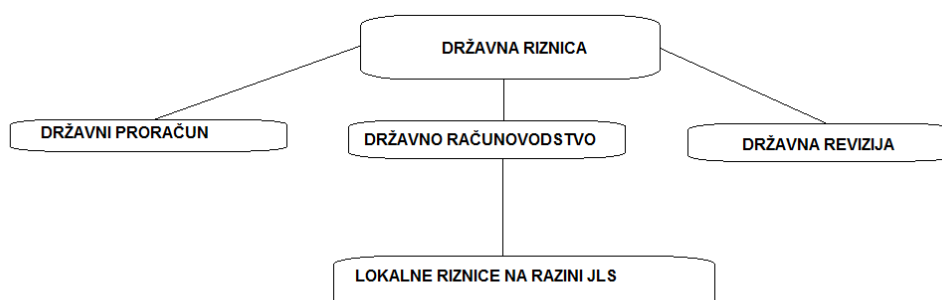 DRŽAVNA RIZNICA
DRŽAVNI PRORAČUN
DRŽAVNO RAČUNOVODSTVO
DRŽAVNA REVIZIJA
LOKALNE RIZNICE NA RAZINI JLS